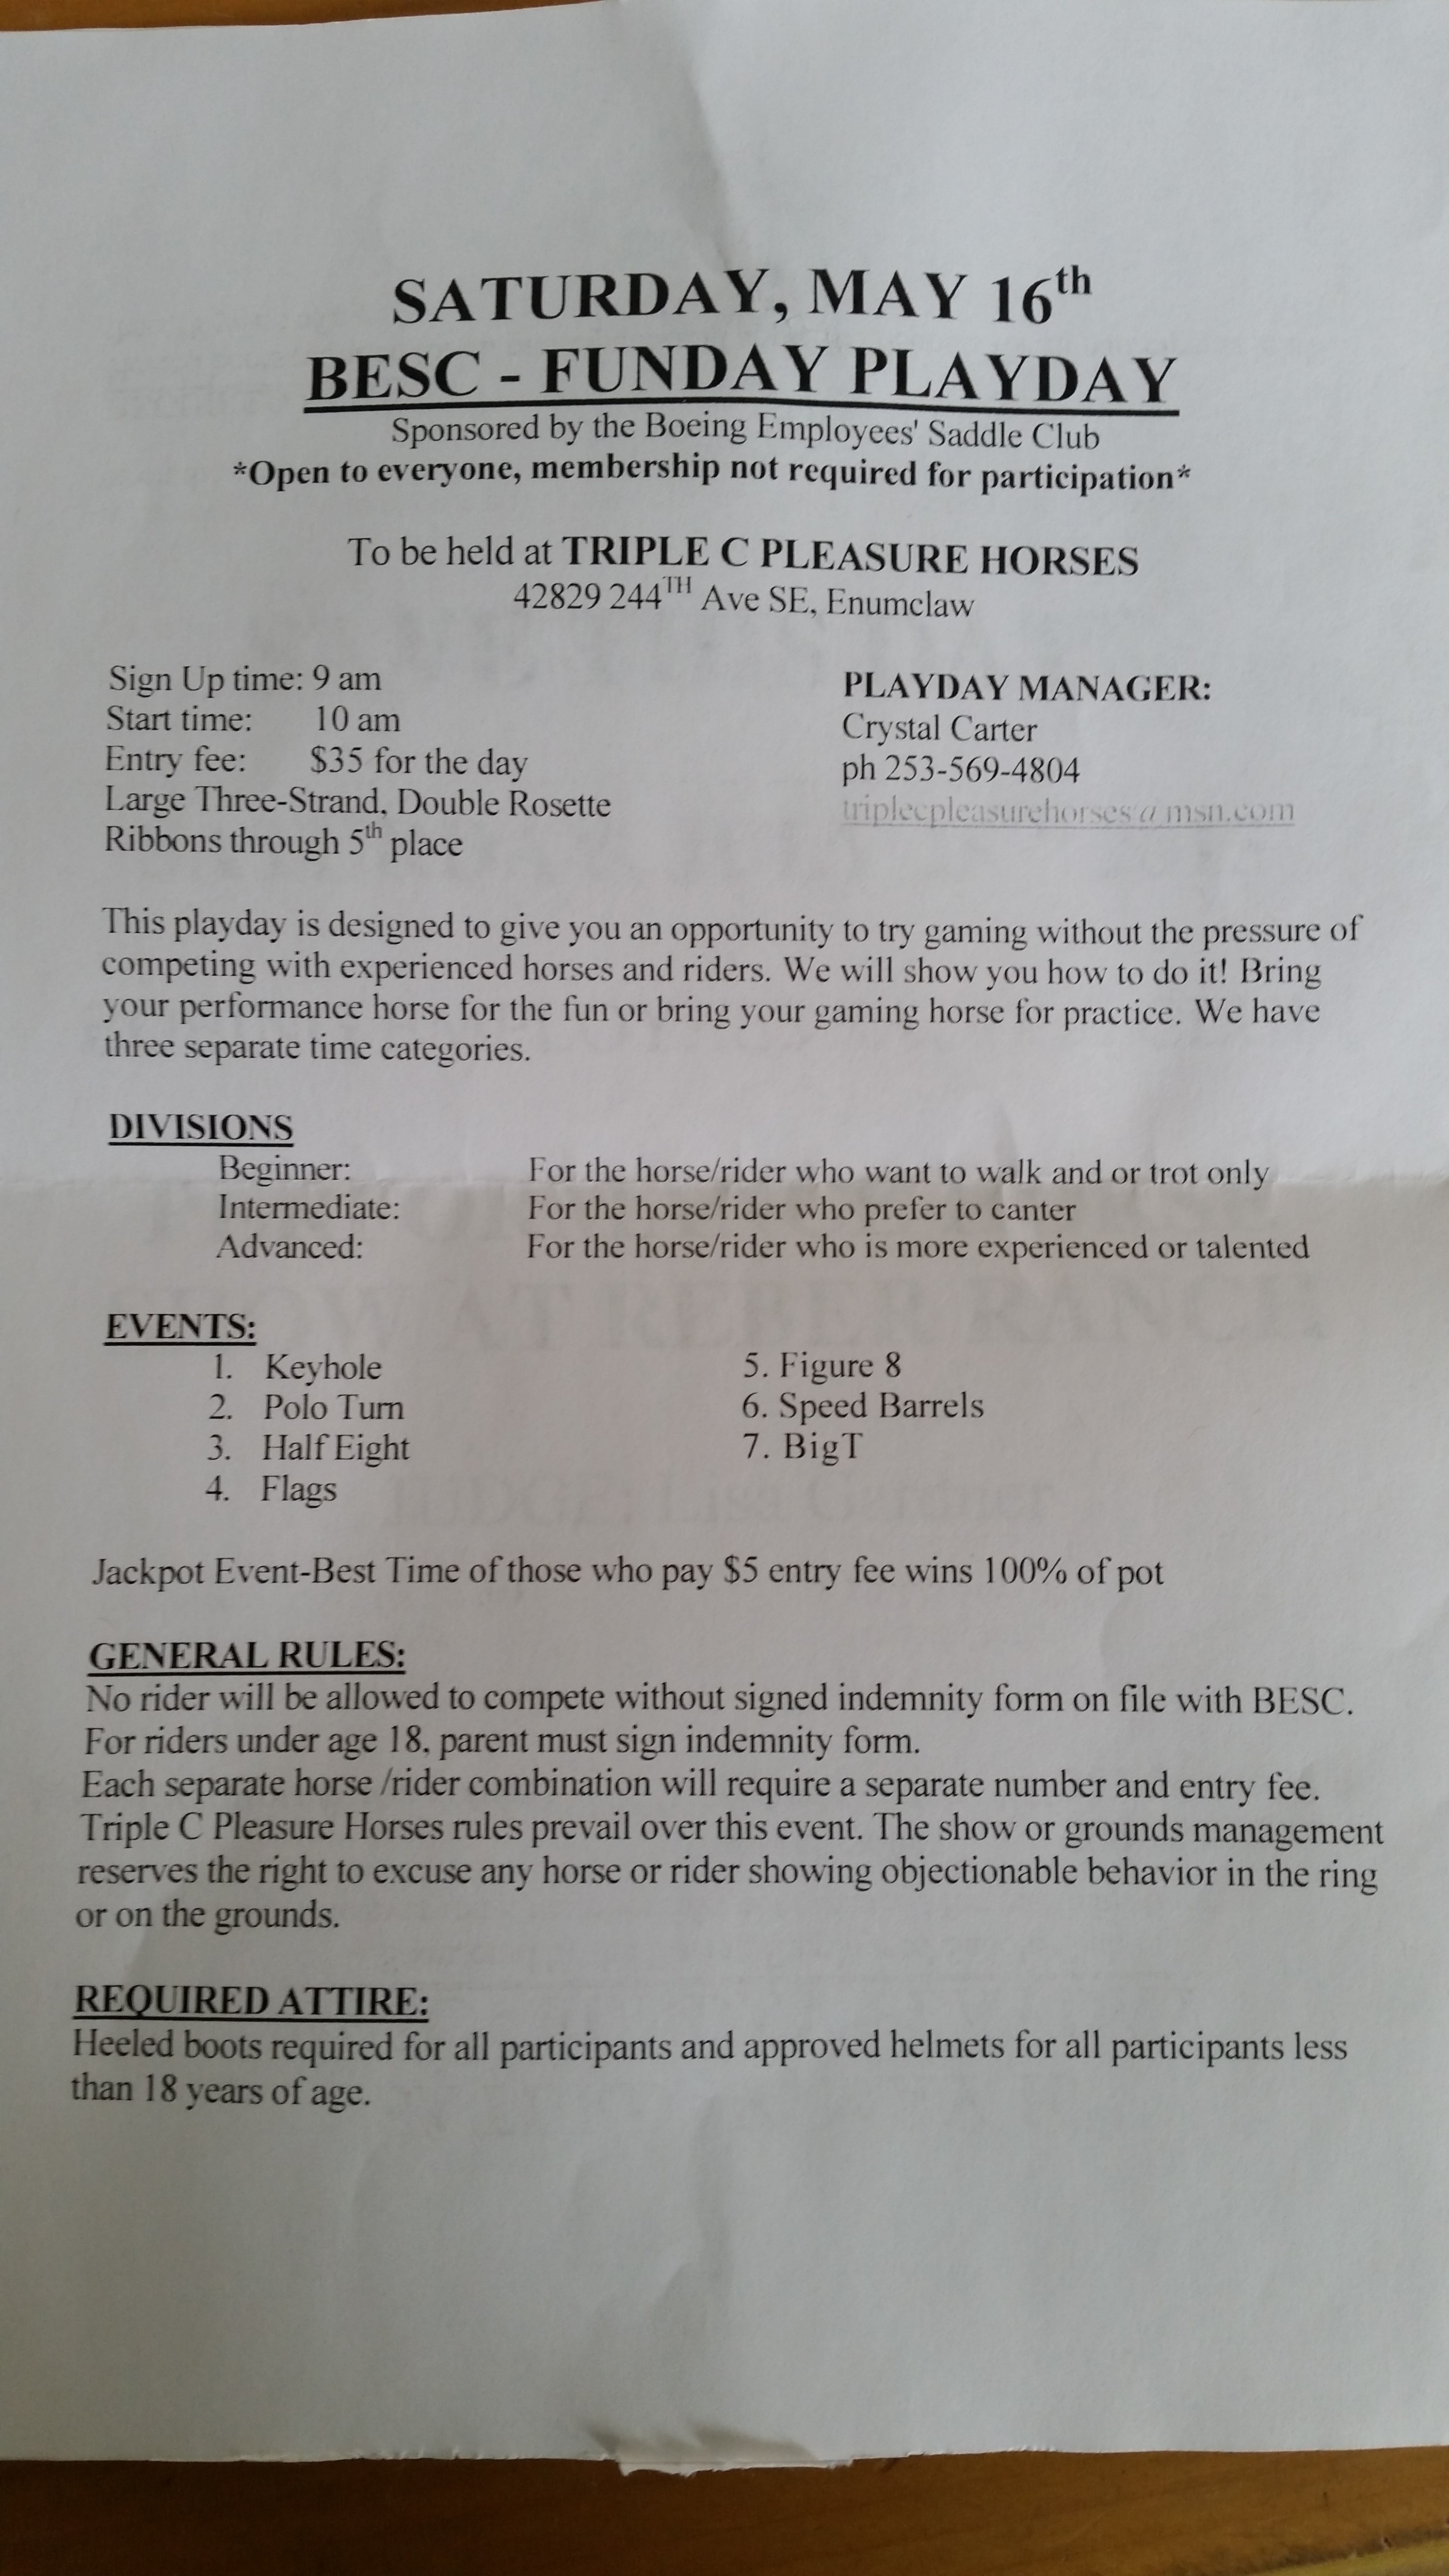 SATURDAY, MAY 16th
BESC - FUNDAY PLAYDAY
Sponsored by the Boeing Employees' Saddle Club
*Open to everyone, membership not required for participation*
To be held at TRIPLE C PLEASURE HORSES
42829 244TH Ave SE, Enumclaw
Sign Up time: 9 am
Start time: 10 am
Entry fee: $35 for the day
Large Three-Strand, Double Rosette
Ribbons through 5th place
PLAYDAY MANAGER:
Crystal Carter
ph 253-569-4804
triplecpleasurehorses@msn.com
This playday is designed to give you an opportunity to try gaming without the pressure of
competing with experienced horses and riders. We will show you how to do it! Bring
your performance horse for the fun or bring your gaming horse for practice. We have
three separate time categories.
DIVISIONS
Beginner: For the horse/rider who want to walk and or trot only
Intermediate: For the horse/rider who prefer to canter
Advanced: For the horse/rider who is more experienced or talented
EVENTS:
1. Keyhole
2. Polo Turn
3. Half Eight
4. Flags
5. Figure 8
6. Speed Barrels
7. Big T
Jackpot Event-Best Time of those who pay $5 entry fee wins 100% of pot
GENERAL RULES:
No rider will be allowed to compete without signed indemnity form on file with BESC.
For riders under age 18, parent must sign indemnity form.
Each separate horse /rider combination will require a separate number and entry fee.
Triple C Pleasure Horses rules prevail over this event. The show or grounds management
reserves the right to excuse any horse or rider showing objectionable behavior in the ring
or on the grounds.
REQUIRED ATTIRE:
Heeled boots required for all participants and approved helmets for all participants less
than 18 years of age.